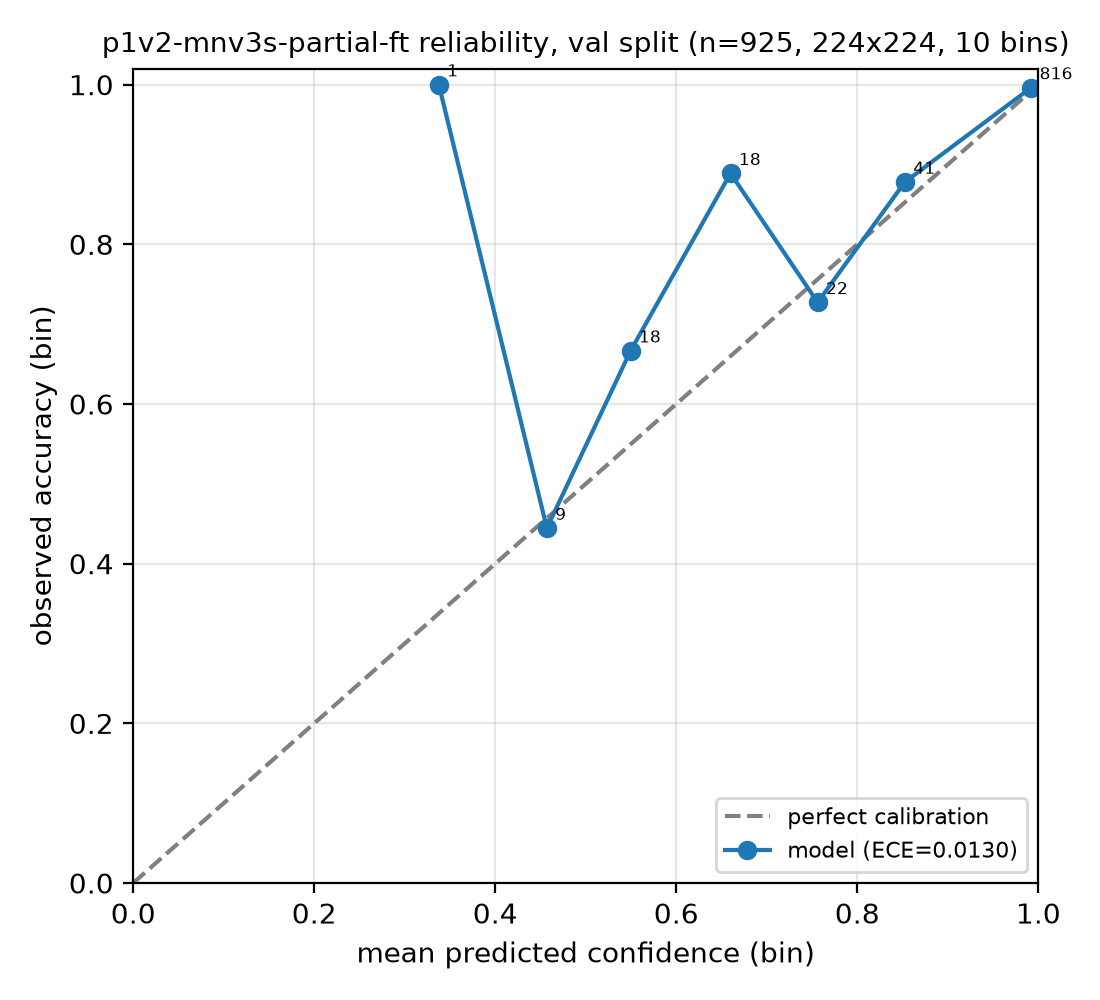 p1v2-mnv3s-partial-ft reliability, val split (n=925, 224x224, 10 bins)
1
816
1.0
18
41
0.8
22
18
0.6
9
0.4
0.2
0.0
observed accuracy (bin)
perfect calibration
model (ECE=0.0130)
0.0 0.2 0.4 0.6 0.8 1.0
mean predicted confidence (bin)